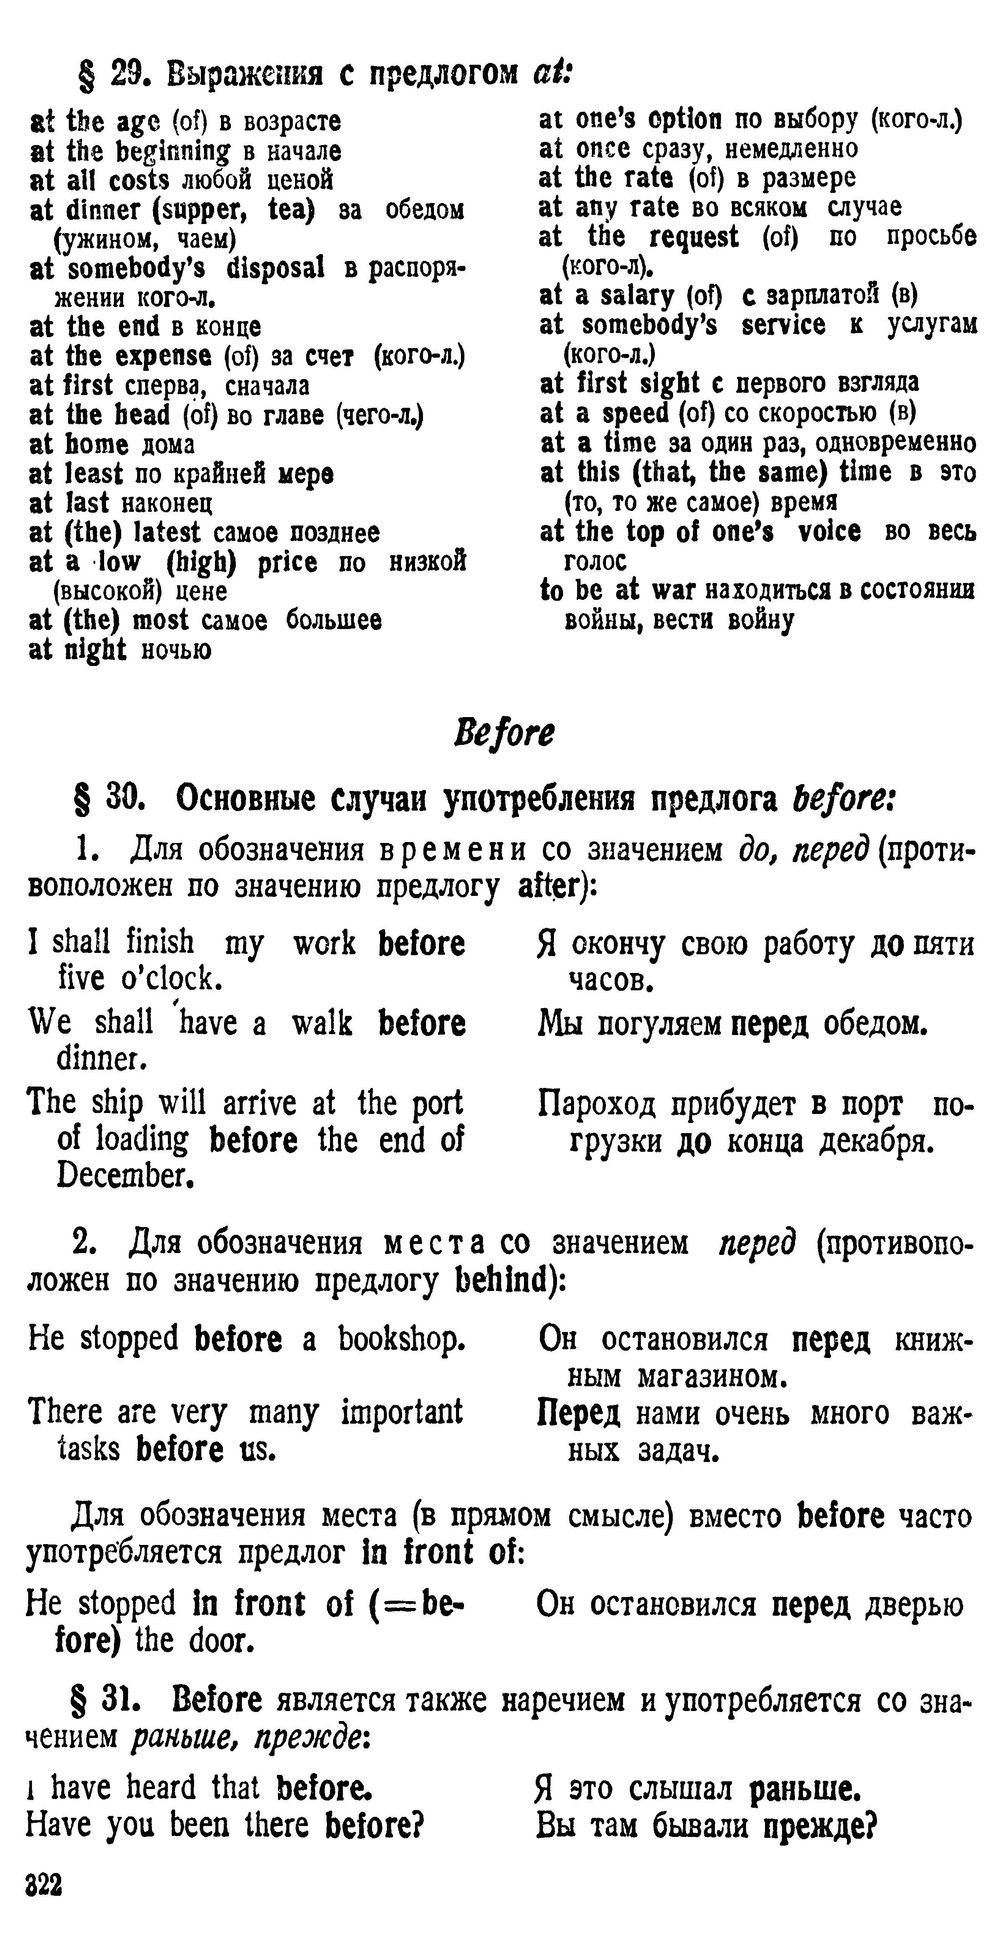 § 29. Выражения с предлогом at:
at the age (of) в возрасте
at the beginning в начале
at all costs любой ценой
at dinner (supper, tea) за обедом
(ужином, чаем)
at somebody's disposal в распоря-
жении кого-л.
at the end в конце
at the expense (of) за счет (кого-л.)
at first сперва, сначала
at the head (of) во главе (чего-л.)
at home дома
at least по крайней мере
at last наконец
at (the) latest самое позднее
at a low (high) price по низкой
(высокой) цене
at (the) most самое большее
at night ночью
at one's option по выбору (кого-л.)
at once сразу, немедленно
at the rate (of) в размере
at any rate во всяком случае
at the request (of) по просьбе
(кого-л).
at a salary (of) с зарплатой (в)
at somebody's service к услугам
(кого-л.)
at first sight с первого взгляда
at a speed (of) со скоростью (в)
at a time за один раз, одновременно
at this (that, the same) time в это
(то, то же самое) время
at the top of one's voice во весь
голос
to be at war находиться в состоянии
войны, вести войну
Before
§ 30. Основные случаи употребления предлога before:
1. Для обозначения времени со значением до, перед (проти-
воположен по значению предлогу after):
I shall finish my work before
five o'clock.
Я окончу свою работу до пяти
часов.
We shall have a walk before
dinner.
Мы погуляем перед обедом.
The ship will arrive at the port
of loading before the end of
December.
Пароход прибудет в порт по-
грузки до конца декабря.
2. Для обозначения места со значением перед (противопо-
ложен по значению предлогу behind):
He stopped before a bookshop.
Он остановился перед книж-
ным магазином.
There are very many important
tasks before us.
Перед нами очень много важ-
ных задач.
Для обозначения места (в прямом смысле) вместо before часто
употребляется предлог in front of:
He stopped in front of (=be-
fore) the door.
Он остановился перед дверью
§ 31. Before является также наречием и употребляется со зна-
чением раньше, прежде:
I have heard that before.
Я это слышал раньше.
Have you been there before?
Вы там бывали прежде?
322